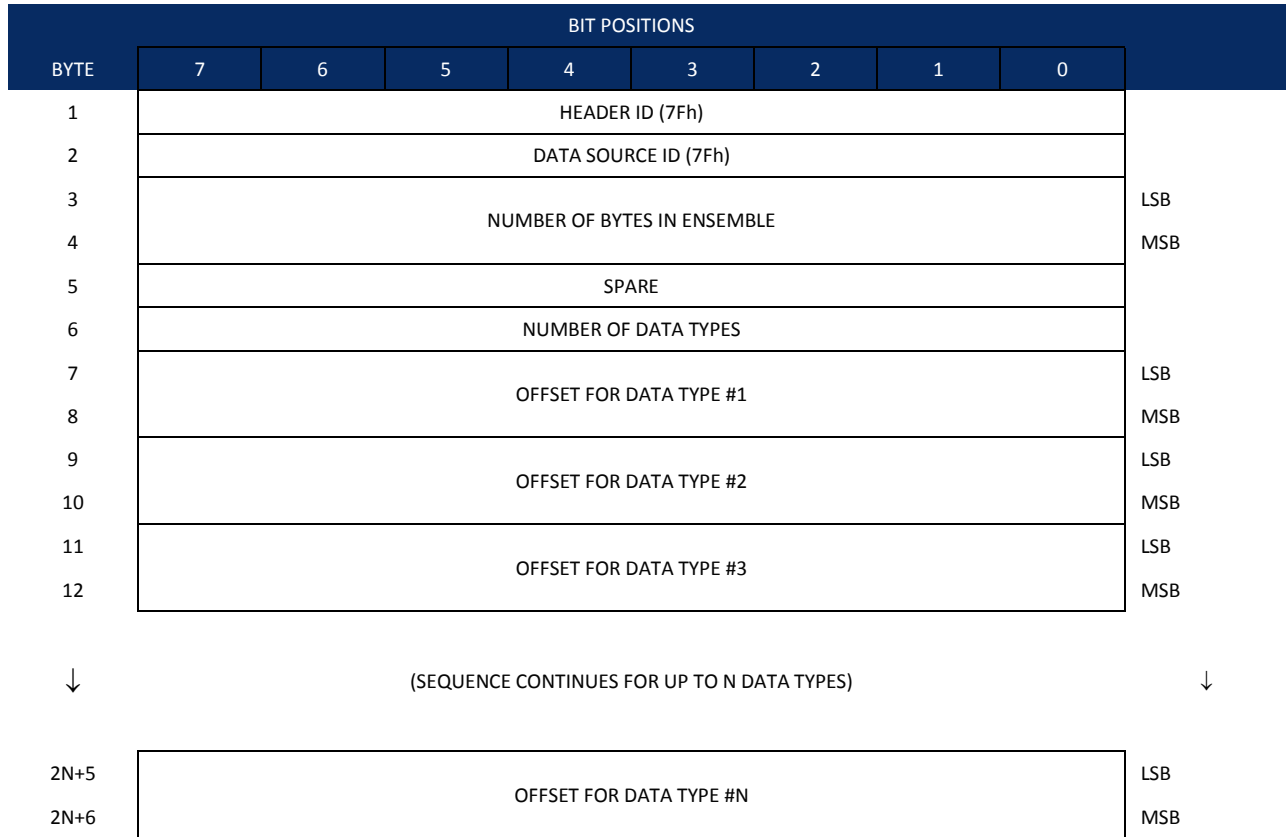 BIT POSITIONS
BYTE 7 6 5 4 3 2 1 0
1 HEADER ID (7Fh)
2 DATA SOURCE ID (7Fh)
3 LSB
NUMBER OF BYTES IN ENSEMBLE
4 MSB
5 SPARE
6 NUMBER OF DATA TYPES
7 LSB
OFFSET FOR DATA TYPE #1
8 MSB
9 LSB
OFFSET FOR DATA TYPE #2
10 MSB
11 LSB
OFFSET FOR DATA TYPE #3
12 MSB
↓ (SEQUENCE CONTINUES FOR UP TO N DATA TYPES) ↓
2N+5 LSB
OFFSET FOR DATA TYPE #N
2N+6 MSB